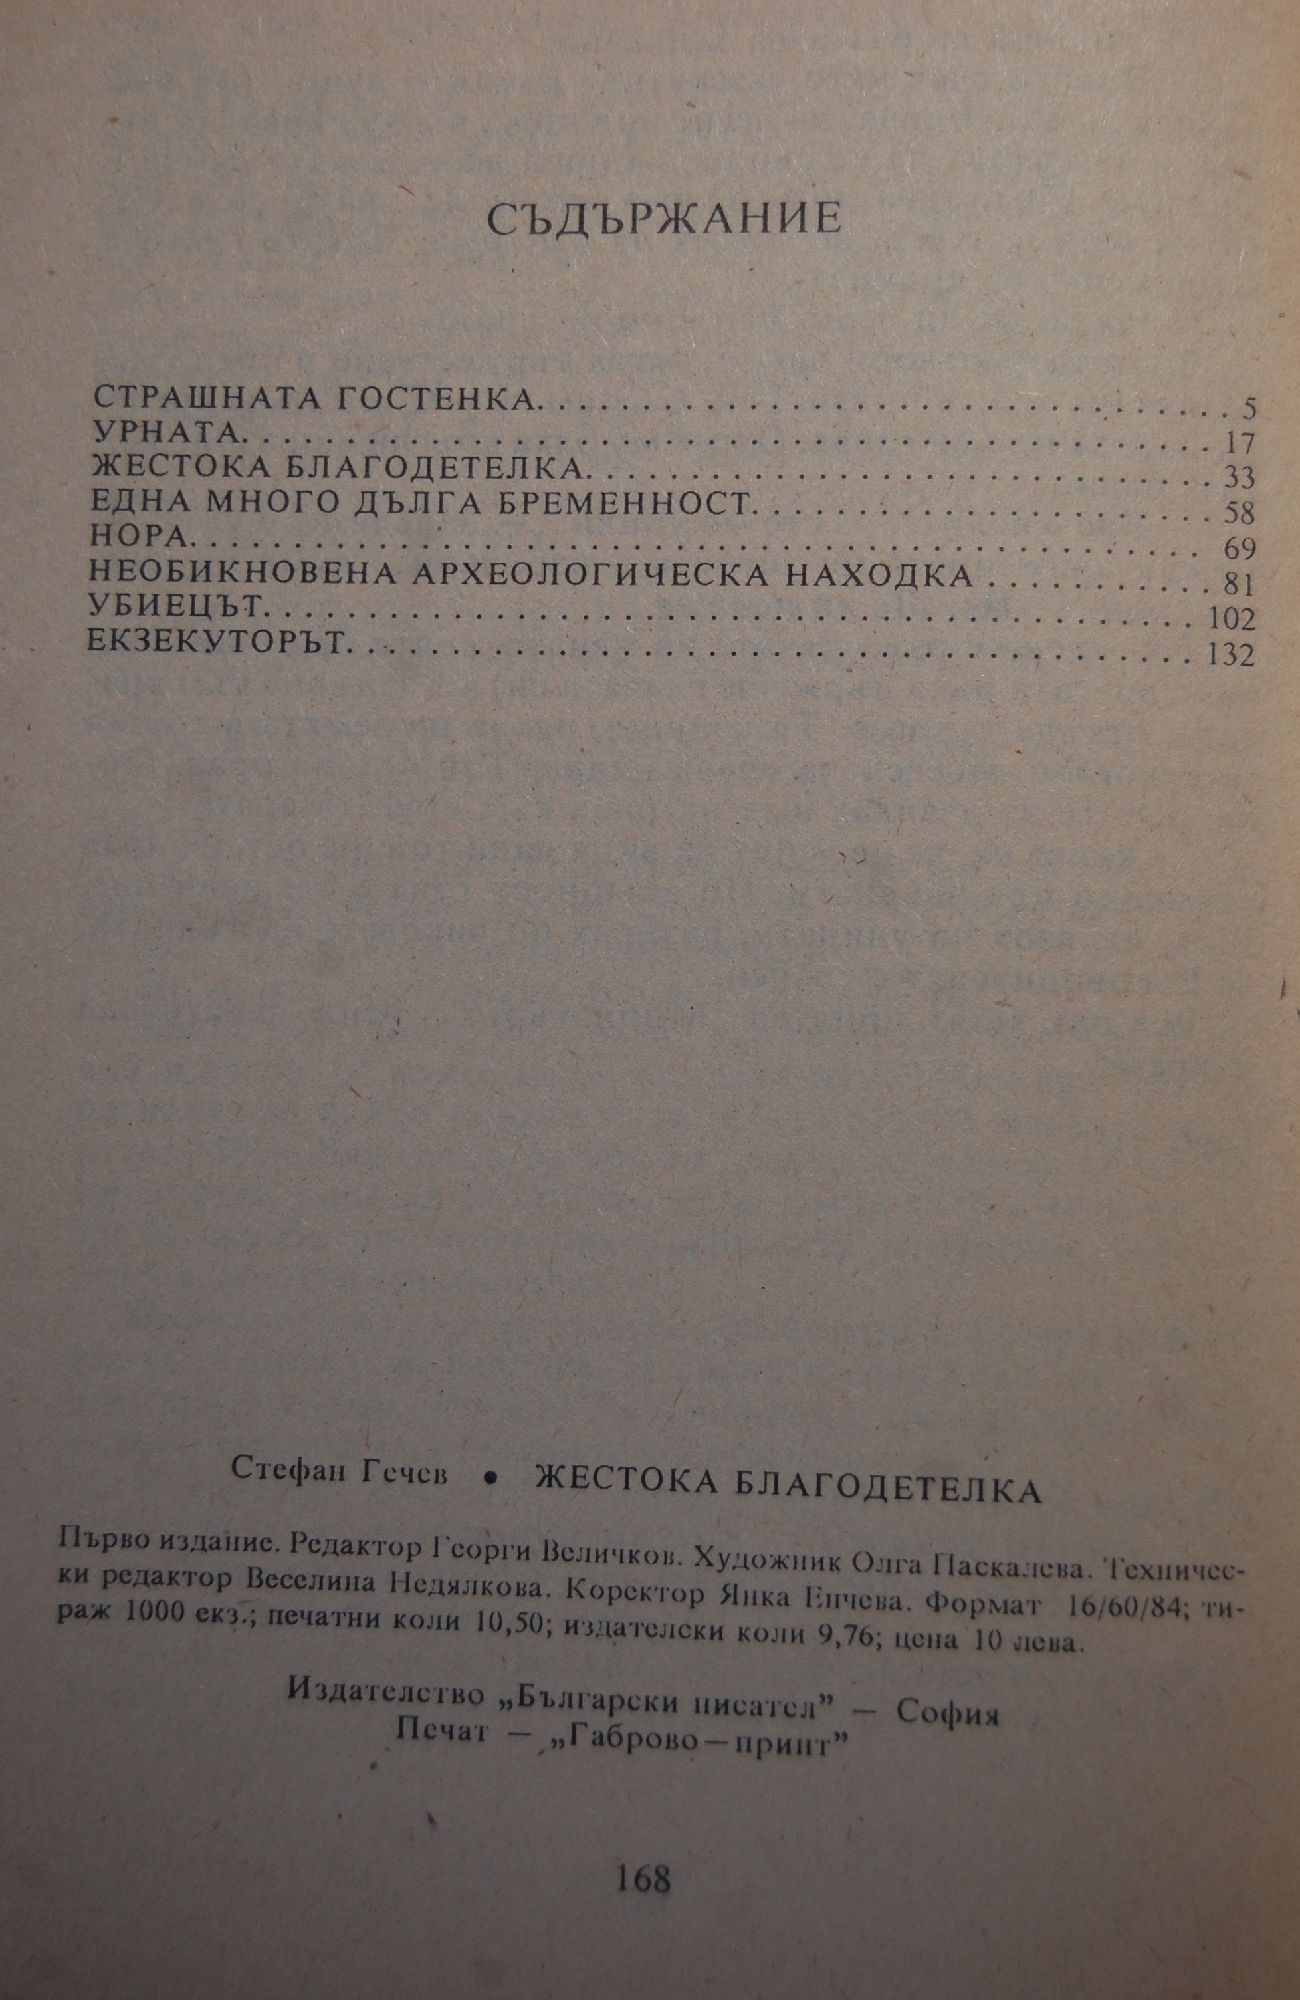 СЪДЪРЖАНИЕ
СТРАШНАТА ГОСТЕНКА. . . . . . . . . . . . . . . . . . . . . . . . . . . . . . . . 5
УРНАТА. . . . . . . . . . . . . . . . . . . . . . . . . . . . . . . . . . . . . . . . . . . . . 17
ЖЕСТОКА БЛАГОДЕТЕЛКА. . . . . . . . . . . . . . . . . . . . . . . . . . . . . 33
ЕДНА МНОГО ДЪЛГА БРЕМЕННОСТ. . . . . . . . . . . . . . . . . . . . . 58
НОРА. . . . . . . . . . . . . . . . . . . . . . . . . . . . . . . . . . . . . . . . . . . . . . . 69
НЕОБИКНОВЕНА АРХЕОЛОГИЧЕСКА НАХОДКА . . . . . . . . . . . 81
УБИЕЦЪТ. . . . . . . . . . . . . . . . . . . . . . . . . . . . . . . . . . . . . . . . . . . 102
ЕКЗЕКУТОРЪТ. . . . . . . . . . . . . . . . . . . . . . . . . . . . . . . . . . . . . . . 132
Стефан Гечев • ЖЕСТОКА БЛАГОДЕТЕЛКА
Първо издание. Редактор Георги Величков. Художник Олга Паскалева. Техничес-
ки редактор Веселина Недялкова. Коректор Янка Енчева. Формат 16/60/84; ти-
раж 1000 екз.; печатни коли 10,50; издателски коли 9,76; цена 10 лева.
Издателство „Български писател” — София
Печат — „Габрово—принт”
168